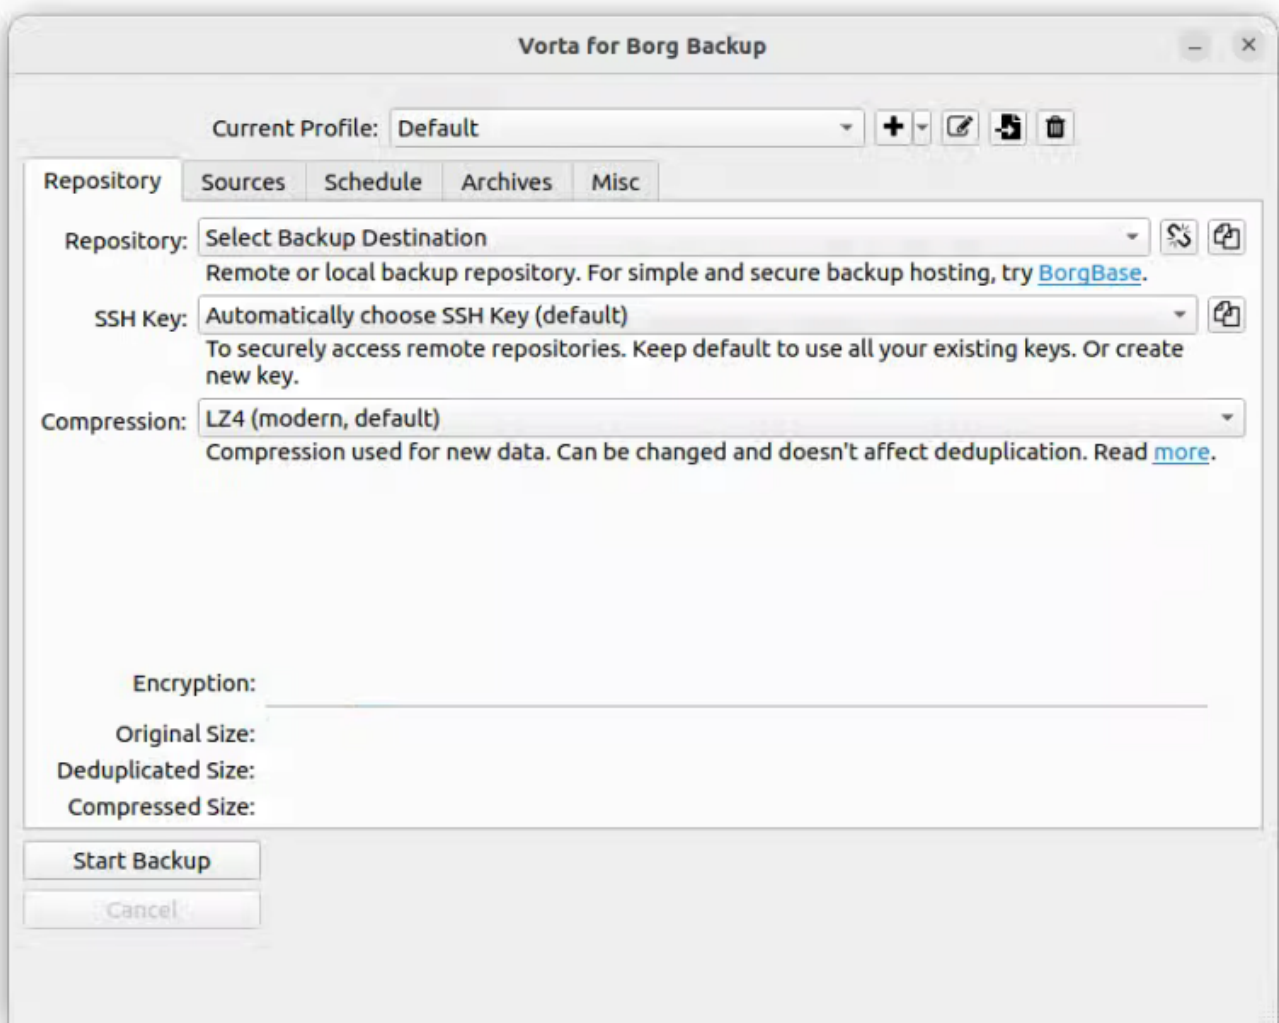 Vorta for Borg Backup
Current Profile: Default
Repository Sources Schedule Archives Misc
Repository: Select Backup Destination
Remote or local backup repository. For simple and secure backup hosting, try BorgBase.
SSH Key: Automatically choose SSH Key (default)
To securely access remote repositories. Keep default to use all your existing keys. Or create
new key.
Compression: LZ4 (modern, default)
Compression used for new data. Can be changed and doesn't affect deduplication. Read more.
Encryption:
Original Size:
Deduplicated Size:
Compressed Size:
Start Backup
Cancel